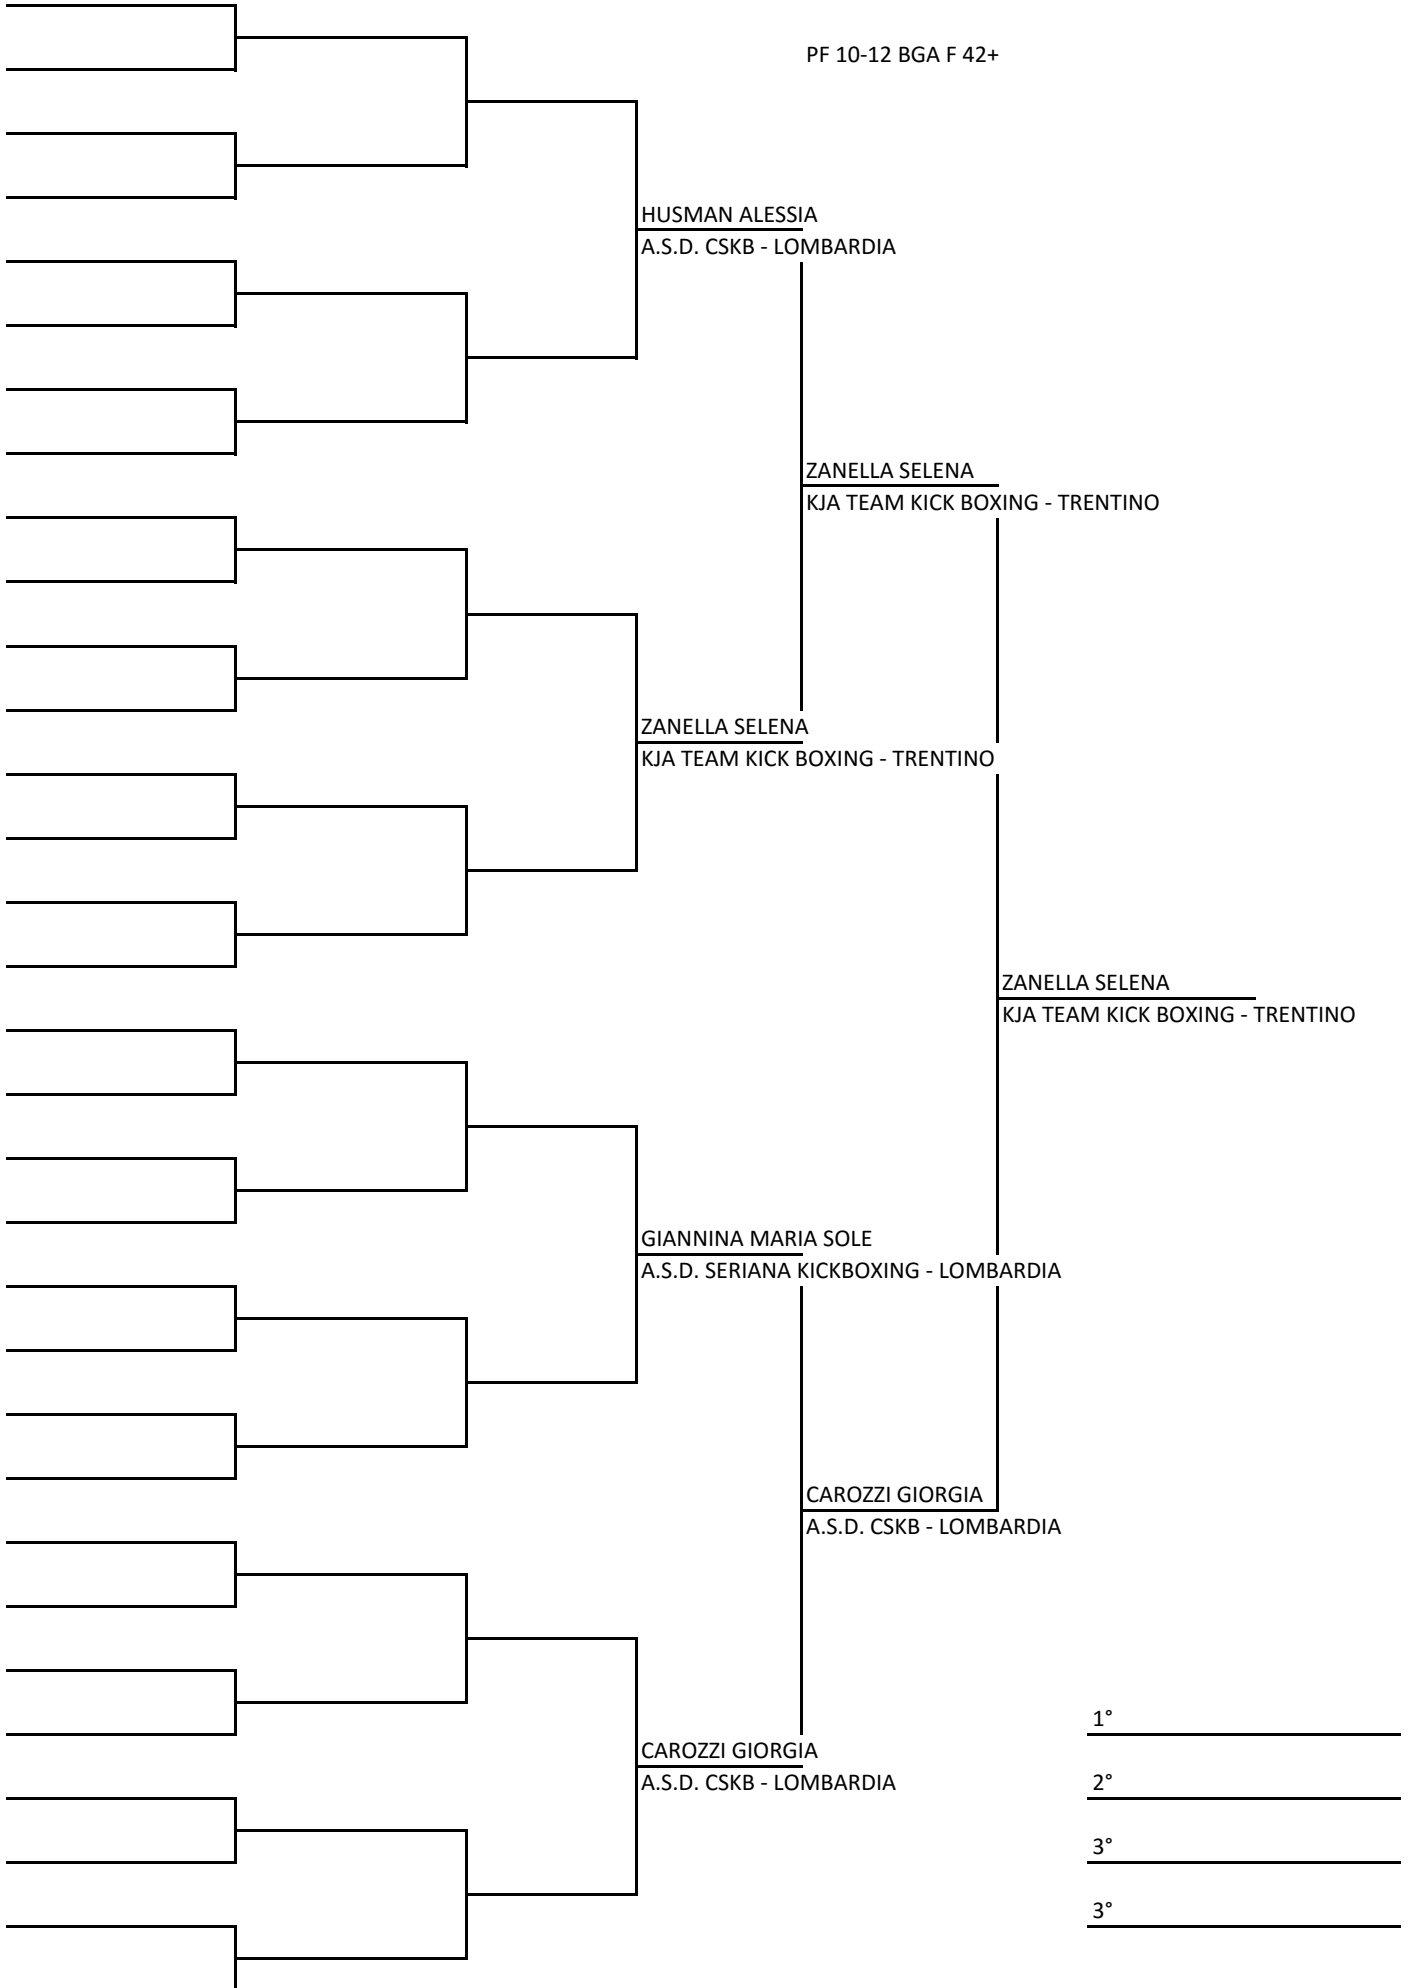 PF 10-12 BGA F 42+
HUSMAN ALESSIA
A.S.D. CSKB - LOMBARDIA
ZANELLA SELENA
KJA TEAM KICK BOXING - TRENTINO
ZANELLA SELENA
KJA TEAM KICK BOXING - TRENTINO
ZANELLA SELENA
KJA TEAM KICK BOXING - TRENTINO
GIANNINA MARIA SOLE
A.S.D. SERIANA KICKBOXING - LOMBARDIA
CAROZZI GIORGIA
A.S.D. CSKB - LOMBARDIA
1°
CAROZZI GIORGIA
A.S.D. CSKB - LOMBARDIA
2°
3°
3°